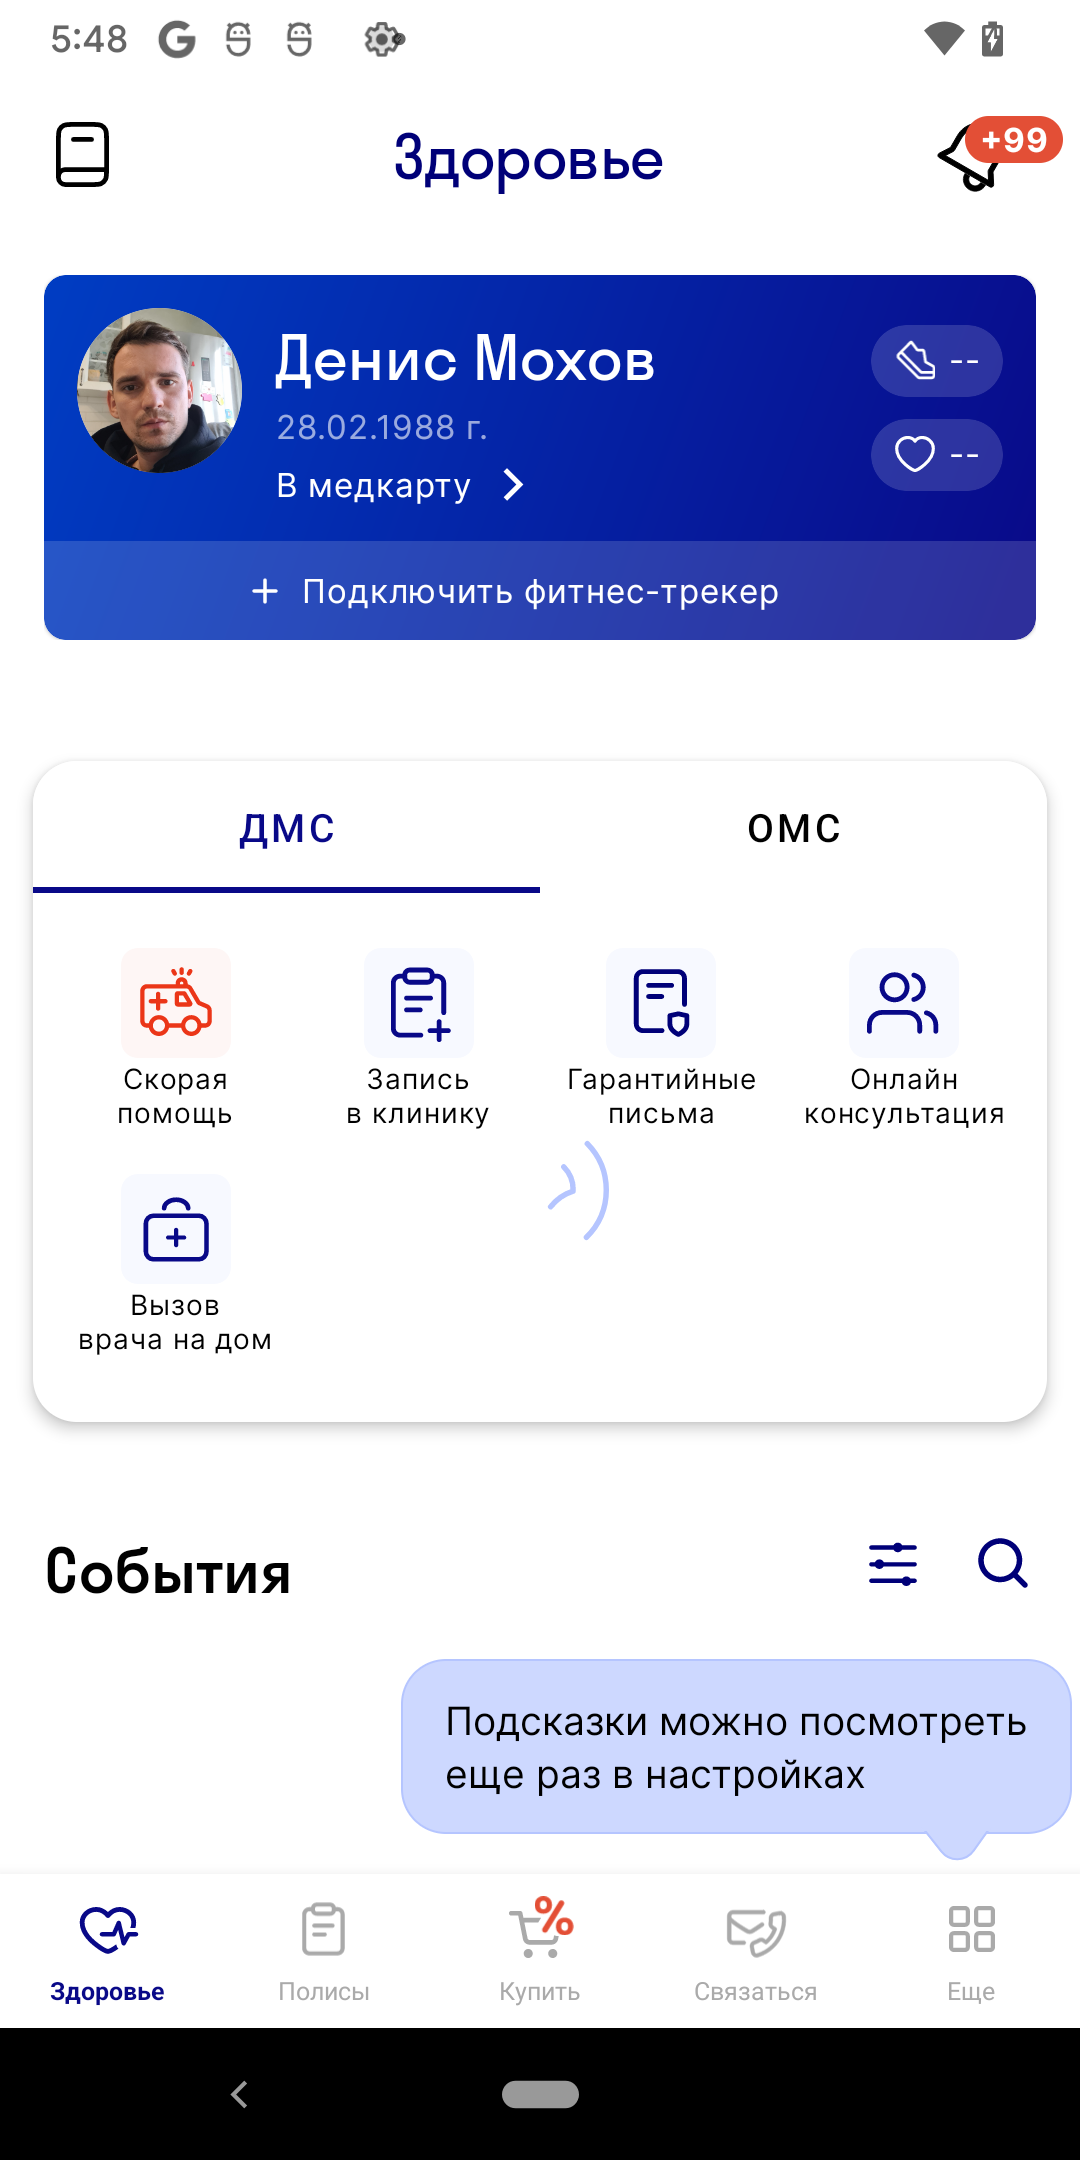 5:48
Здоровье
+99
Денис Мохов
28.02.1988 г.
В медкарту
--
--
Подключить фитнес-трекер
ДМС
ОМС
Скорая
помощь
Запись
в клинику
Гарантийные
письма
Онлайн
консультация
Вызов
врача на дом
События
Подсказки можно посмотреть
еще раз в настройках
Здоровье
Полисы
Купить
Связаться
Еще